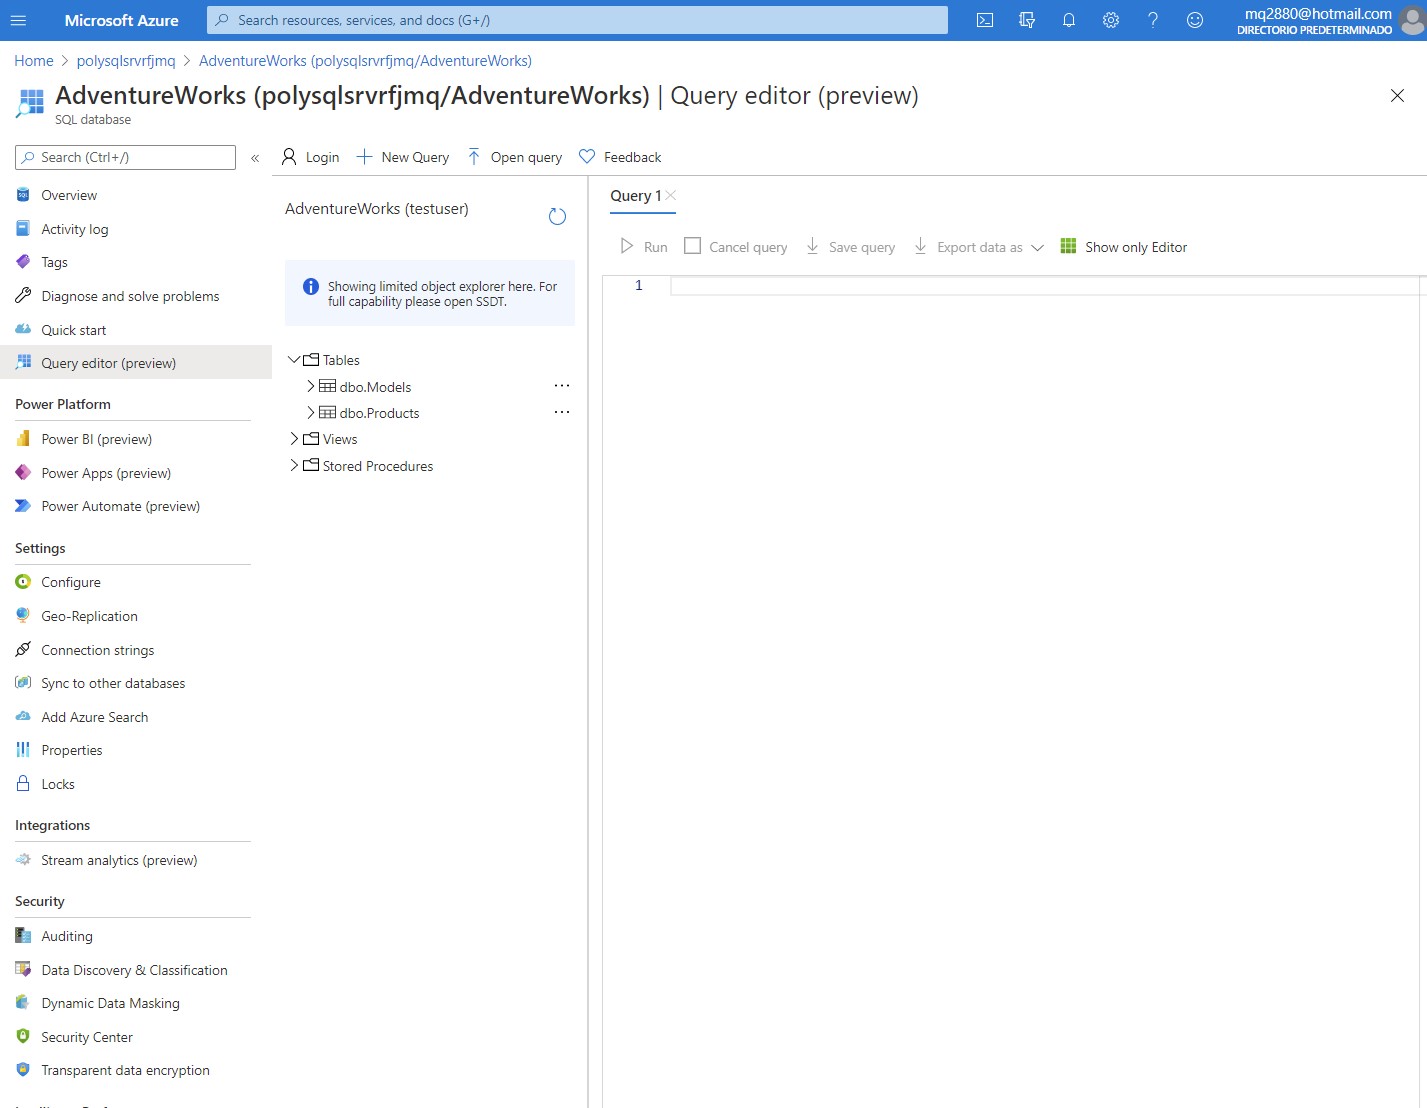 Microsoft Azure
Search resources, services, and docs (G+/)
mq2880@hotmail.com
DIRECTORIO PREDETERMINADO
Home > polysqlsrvrfjmq > AdventureWorks (polysqlsrvrfjmq/AdventureWorks)
AdventureWorks (polysqlsrvrfjmq/AdventureWorks) | Query editor (preview)
SQL database
Search (Ctrl+/)
«
Overview
Activity log
Tags
Diagnose and solve problems
Quick start
Query editor (preview)
Power Platform
Power BI (preview)
Power Apps (preview)
Power Automate (preview)
Settings
Configure
Geo-Replication
Connection strings
Sync to other databases
Add Azure Search
Properties
Locks
Integrations
Stream analytics (preview)
Security
Auditing
Data Discovery & Classification
Dynamic Data Masking
Security Center
Transparent data encryption
Login
New Query
Open query
Feedback
AdventureWorks (testuser)
Showing limited object explorer here. For
full capability please open SSDT.
Tables
dbo.Models
dbo.Products
Views
Stored Procedures
Query 1
Run
Cancel query
Save query
Export data as
Show only Editor
1